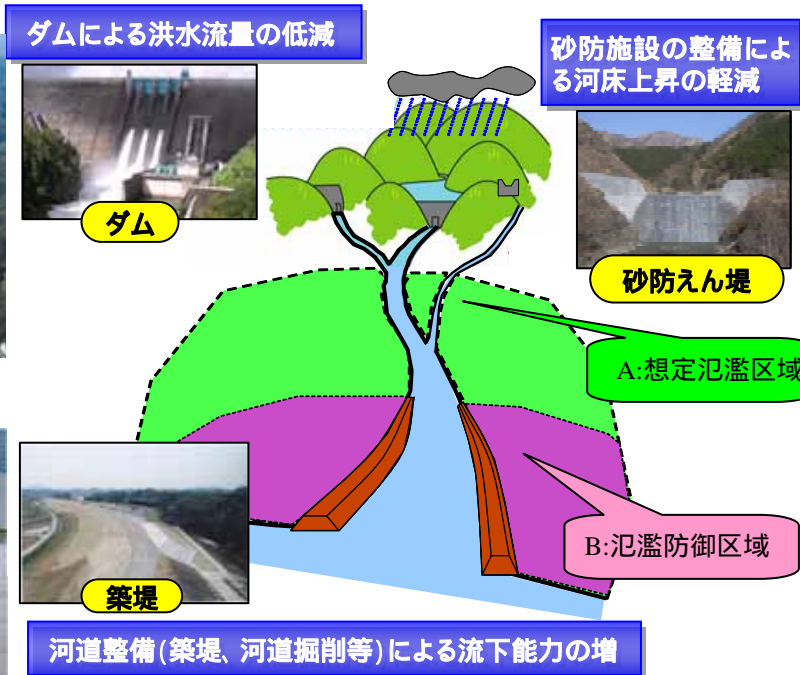 ダムによる洪水流量の低減
砂防施設の整備によ
る河床上昇の軽減
ダム
砂防えん堤
A:想定氾濫区域
B:氾濫防御区域
築堤
河道整備(築堤、河道掘削等)による流下能力の増